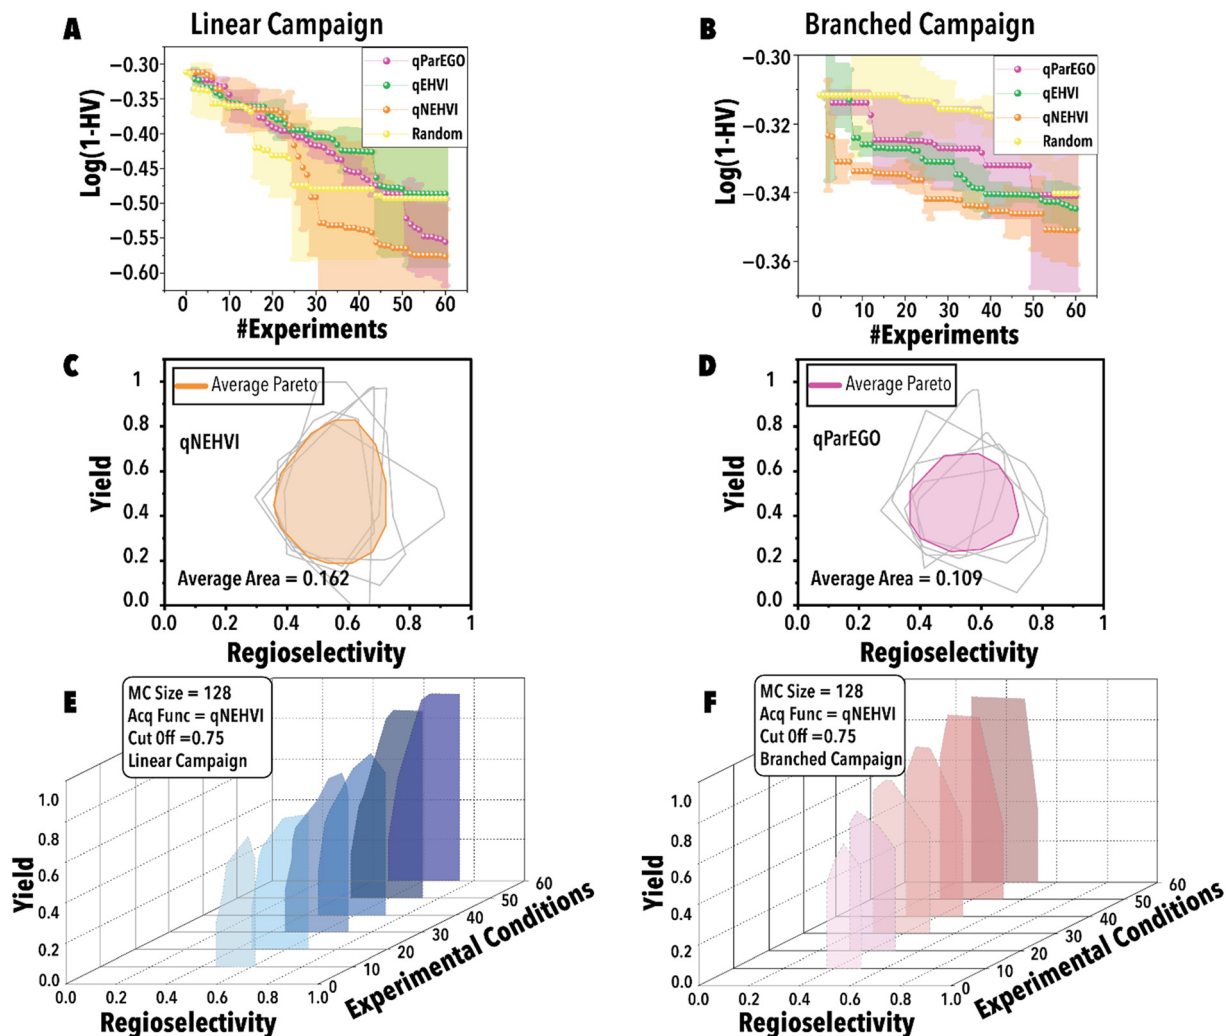 A
Linear Campaign
Log(1-HV)
−0.30
−0.35
−0.40
−0.45
−0.50
−0.55
−0.60
qParEGO
qEHVI
qNEHVI
Random
0 10 20 30 40 50 60
#Experiments
B
Branched Campaign
Log(1-HV)
−0.30
−0.32
−0.34
−0.36
qParEGO
qEHVI
qNEHVI
Random
0 10 20 30 40 50 60
#Experiments
C
Yield
1
0.8
0.6
0.4
0.2
0.0
Average Pareto
qNEHVI
Average Area = 0.162
0.0 0.2 0.4 0.6 0.8 1
Regioselectivity
D
Yield
1
0.8
0.6
0.4
0.2
0.0
Average Pareto
qParEGO
Average Area = 0.109
0.0 0.2 0.4 0.6 0.8 1
Regioselectivity
E
MC Size = 128
Acq Func = qNEHVI
Cut Off =0.75
Linear Campaign
Yield
1.0
0.8
0.6
0.4
0.2
0.0
0.0 0.2 0.4 0.6 0.8 1.0
Regioselectivity
0 10 20 30 40 50 60
Experimental Conditions
F
MC Size = 128
Acq Func = qNEHVI
Cut Off =0.75
Branched Campaign
Yield
1.0
0.8
0.6
0.4
0.2
0.0
0.0 0.2 0.4 0.6 0.8 1.0
Regioselectivity
0 10 20 30 40 50 60
Experimental Conditions